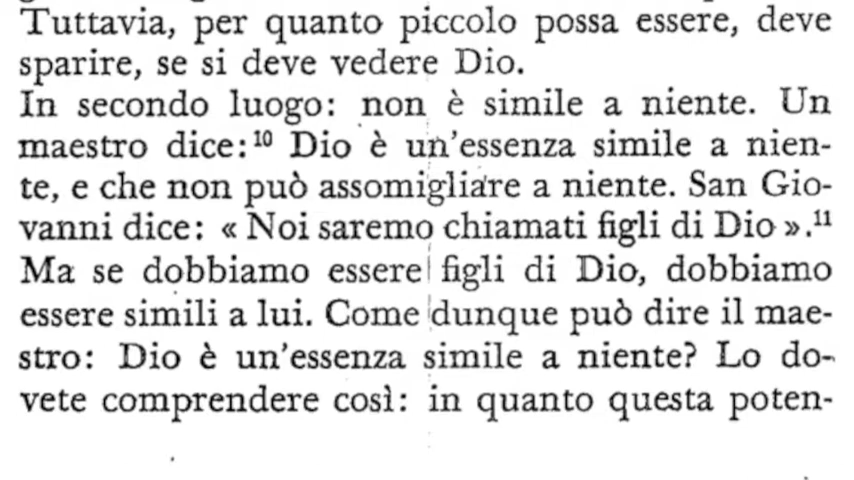 Tuttavia, per quanto piccolo possa essere, deve
sparire, se si deve vedere Dio.
In secondo luogo: non è simile a niente. Un
maestro dice:¹⁰ Dio è un'essenza simile a nien-
te, e che non può assomigliare a niente. San Gio-
vanni dice: « Noi saremo chiamati figli di Dio ».¹¹
Ma se dobbiamo essere figli di Dio, dobbiamo
essere simili a lui. Come dunque può dire il mae-
stro: Dio è un'essenza simile a niente? Lo do-
vete comprendere così: in quanto questa poten-